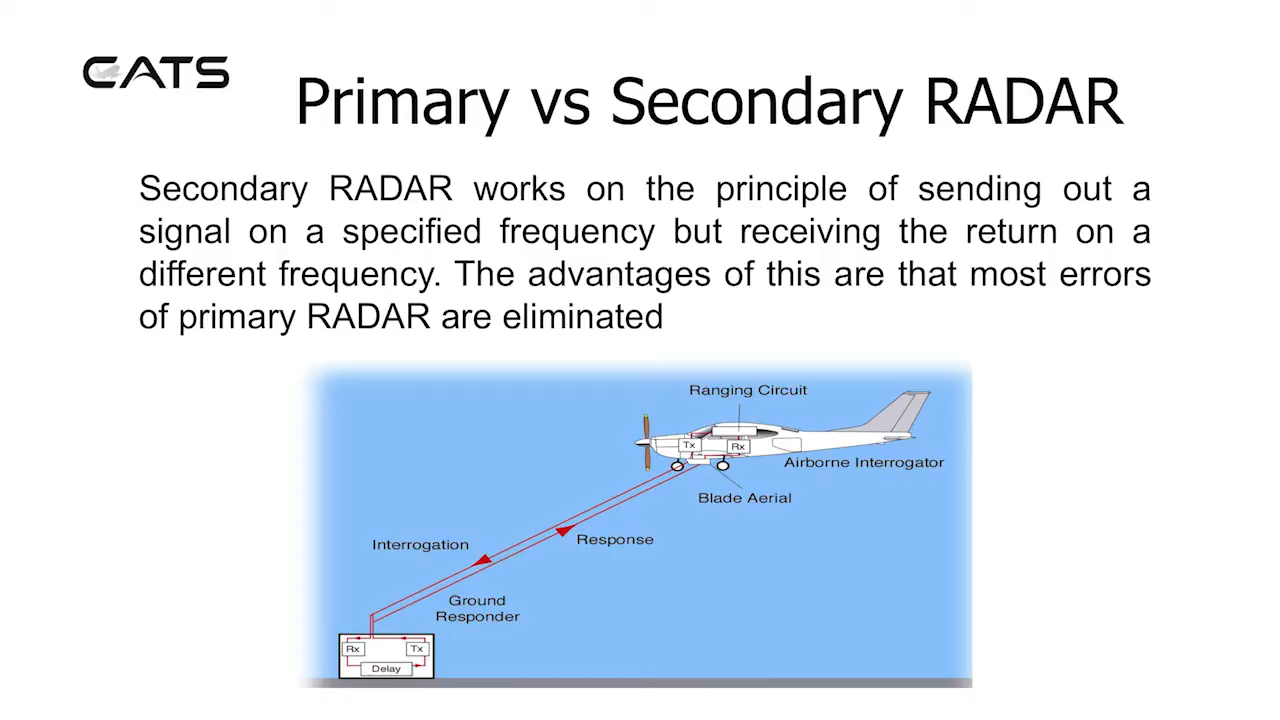 CATS
Primary vs Secondary RADAR
Secondary RADAR works on the principle of sending out a
signal on a specified frequency but receiving the return on a
different frequency. The advantages of this are that most errors
of primary RADAR are eliminated
Ranging Circuit
Tx
Rx
Airborne Interrogator
Blade Aerial
Interrogation
Response
Ground
Responder
Rx
Tx
Delay